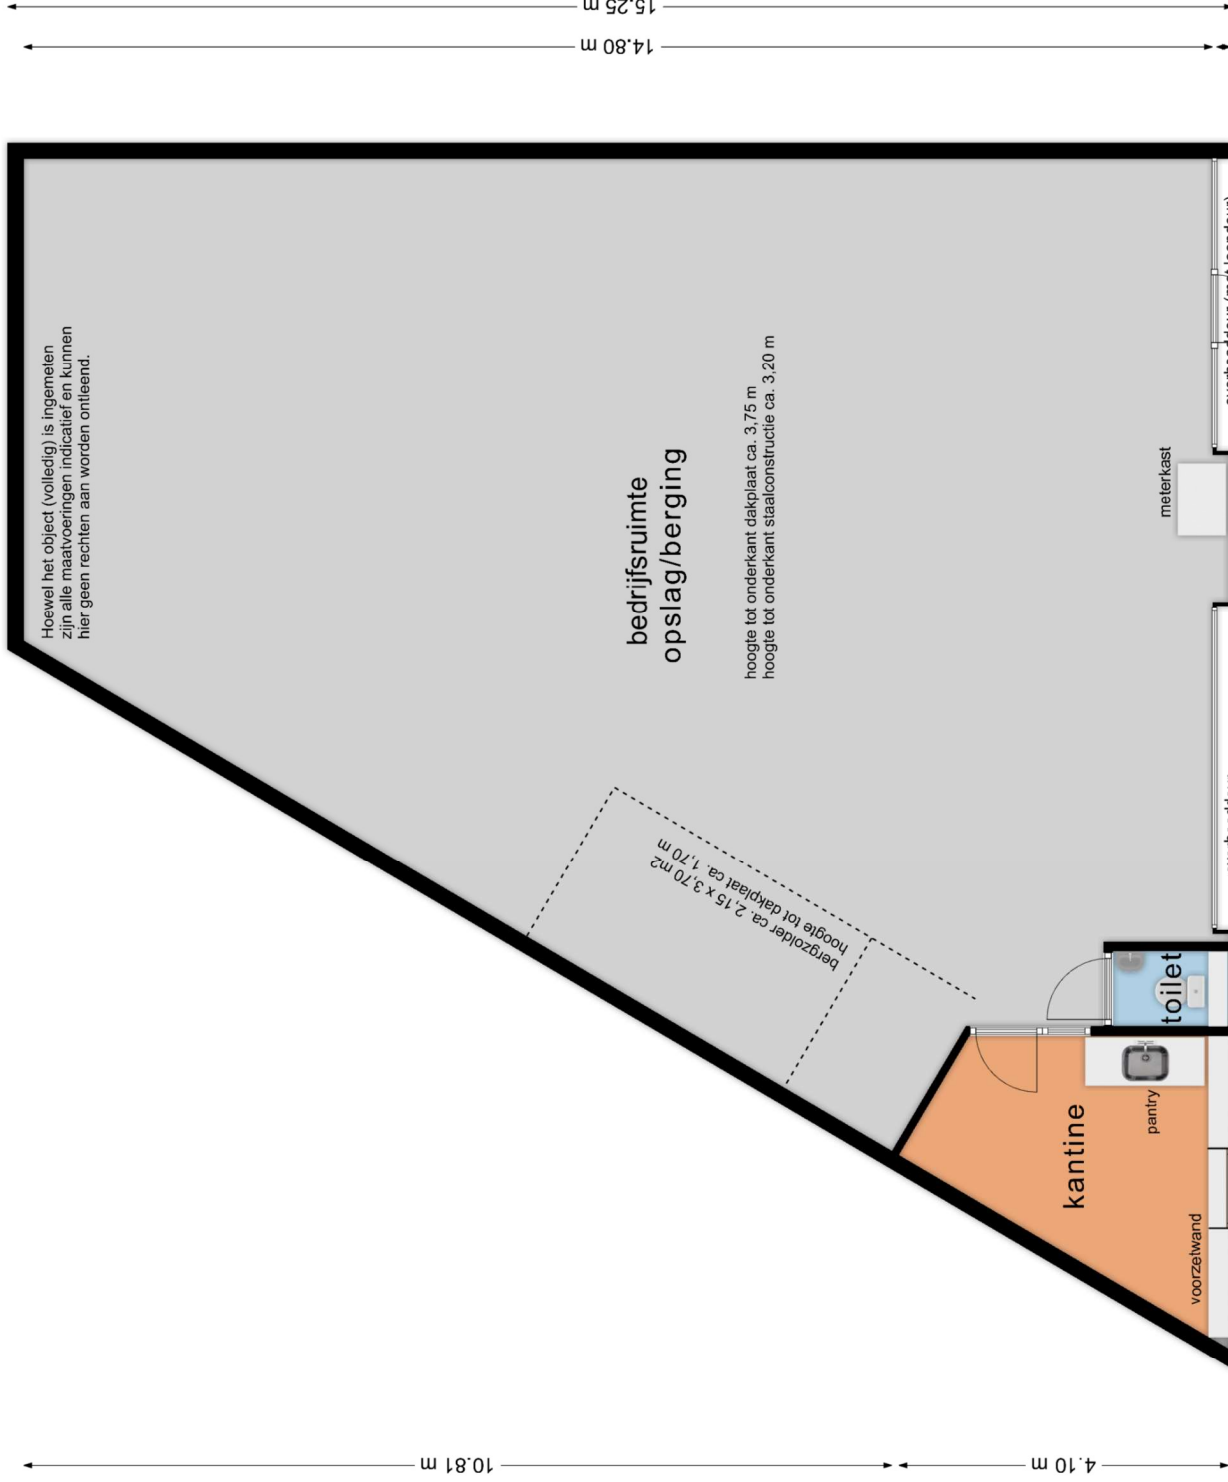 15.25 m
14.80 m
Hoewel het object (volledig) is ingemeten
zijn alle maatvoeringen indicatief en kunnen
hier geen rechten aan worden ontleend.
bedrijfsruimte
opslag/berging
hoogte tot onderkant dakplaat ca. 3,75 m
hoogte tot onderkant staalconstructie ca. 3,20 m
meterkast
bergzolder ca. 2,15 x 3,70 m2
hoogte tot dakplaat ca. 1,70 m
toilet
pantry
kantine
voorzetwand
10.81 m
4.10 m